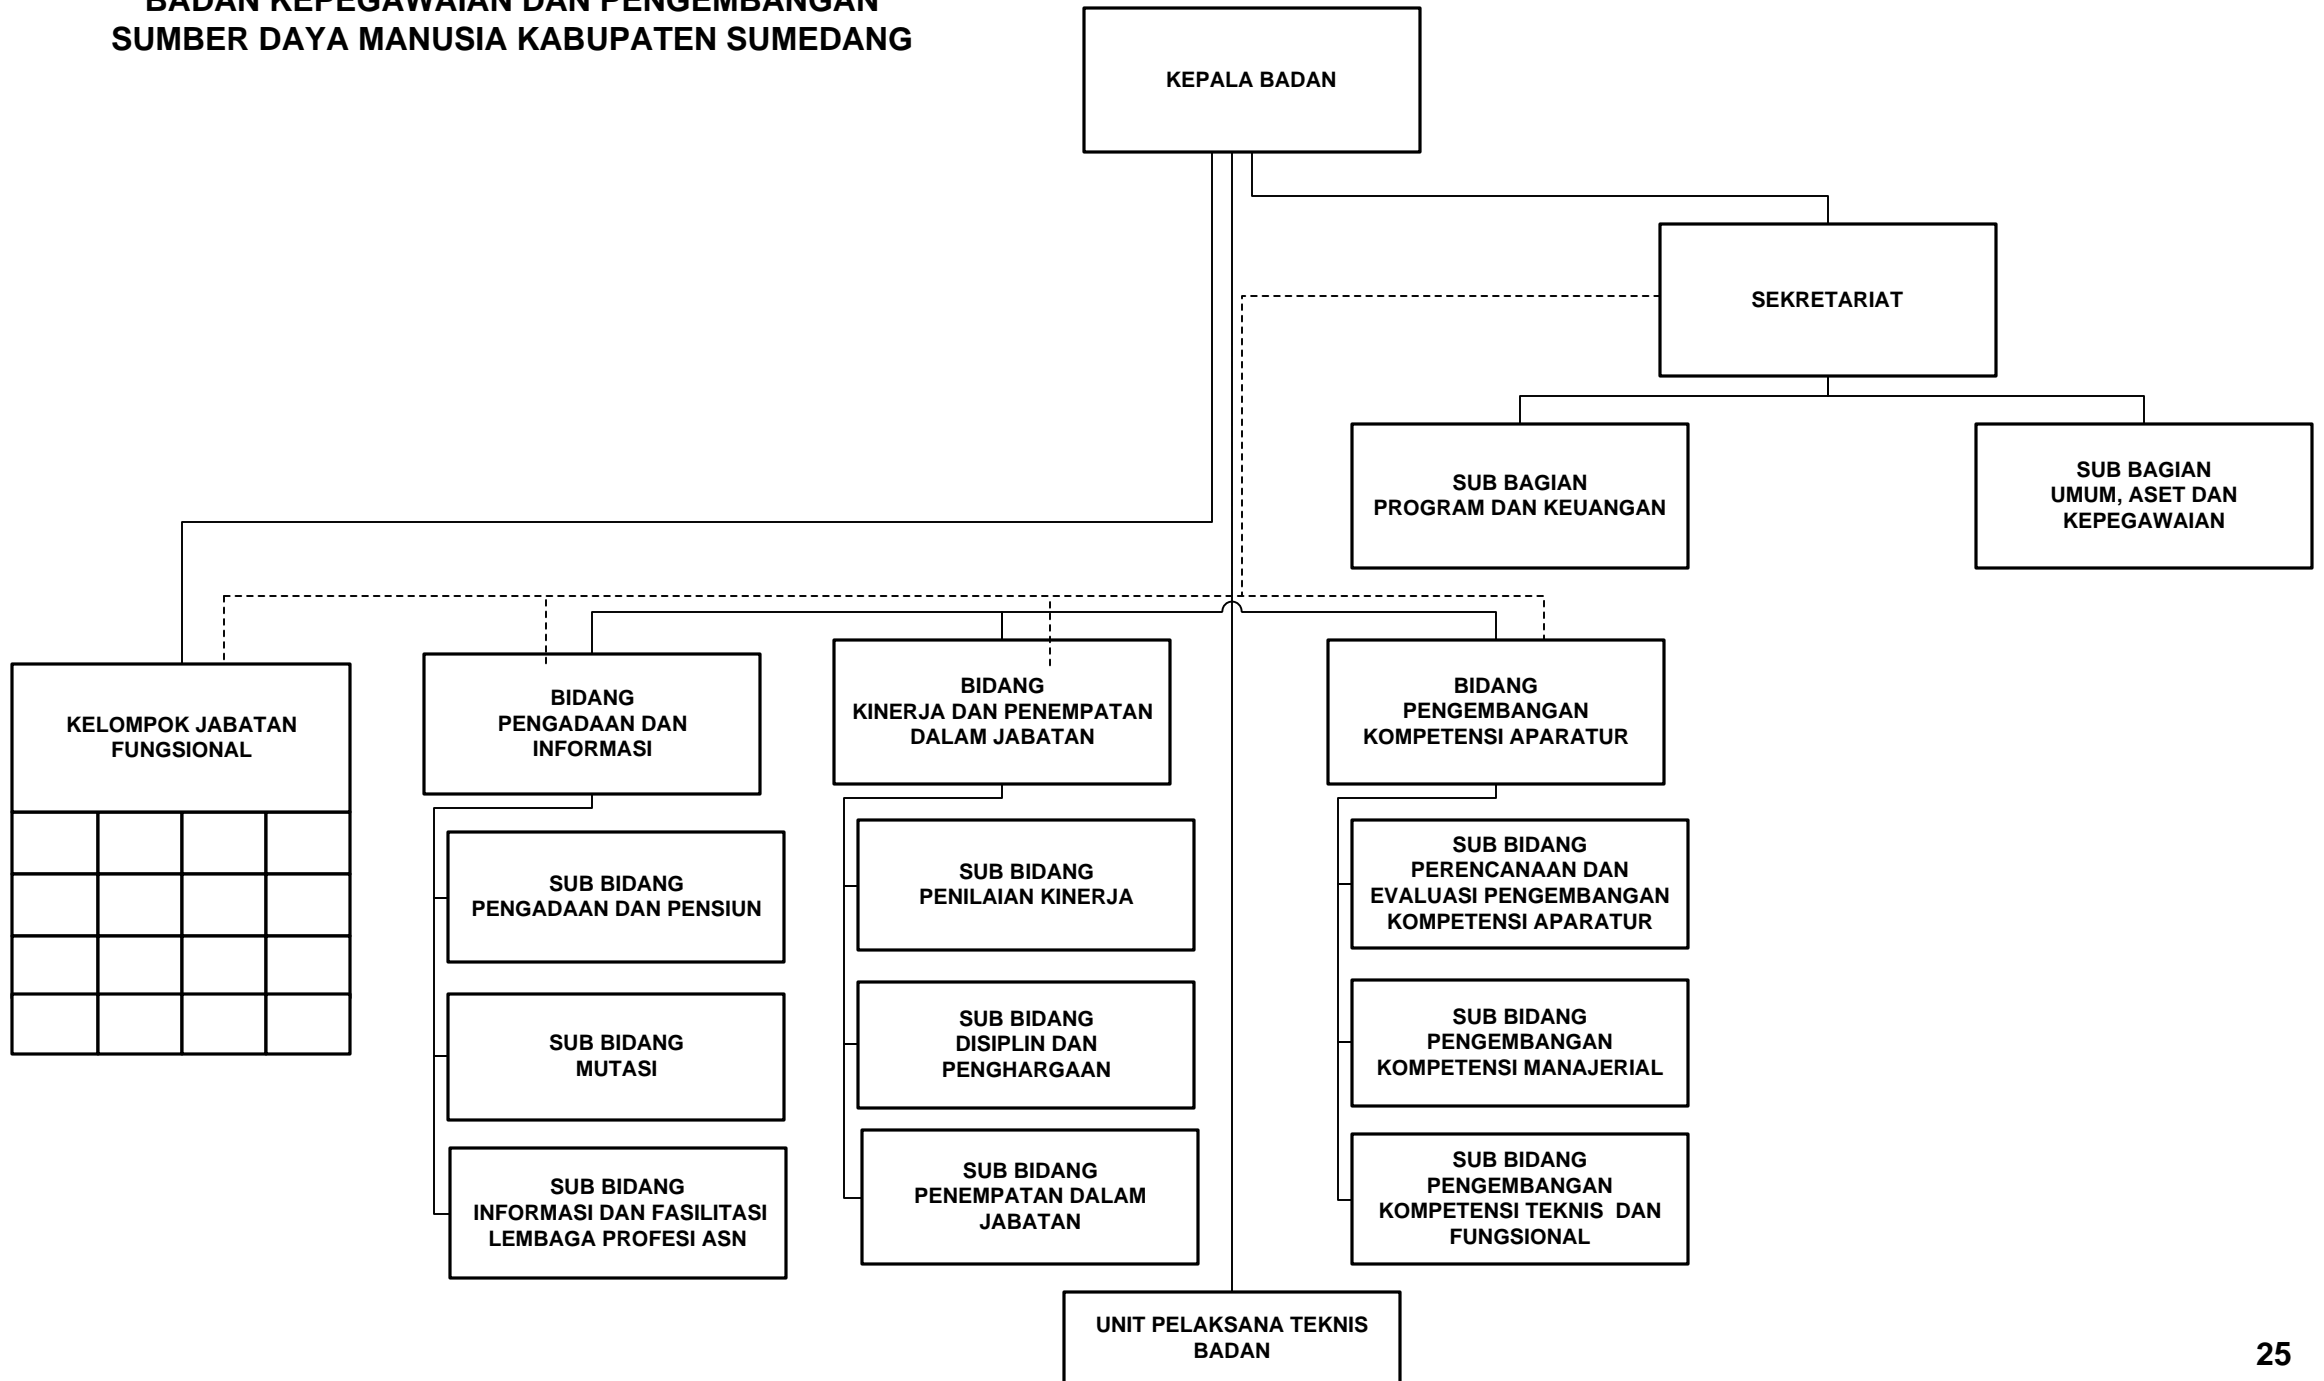 BADAN KEPEGAWAIAN DAN PENGEMBANGAN
SUMBER DAYA MANUSIA KABUPATEN SUMEDANG
KEPALA BADAN
SEKRETARIAT
SUB BAGIAN
PROGRAM DAN KEUANGAN
SUB BAGIAN
UMUM, ASET DAN
KEPEGAWAIAN
KELOMPOK JABATAN
FUNGSIONAL
BIDANG
PENGADAAN DAN
INFORMASI
BIDANG
KINERJA DAN PENEMPATAN
DALAM JABATAN
BIDANG
PENGEMBANGAN
KOMPETENSI APARATUR
SUB BIDANG
PENGADAAN DAN PENSIUN
SUB BIDANG
MUTASI
SUB BIDANG
INFORMASI DAN FASILITASI
LEMBAGA PROFESI ASN
SUB BIDANG
PENILAIAN KINERJA
SUB BIDANG
DISIPLIN DAN
PENGHARGAAN
SUB BIDANG
PENEMPATAN DALAM
JABATAN
SUB BIDANG
PERENCANAAN DAN
EVALUASI PENGEMBANGAN
KOMPETENSI APARATUR
SUB BIDANG
PENGEMBANGAN
KOMPETENSI MANAJERIAL
SUB BIDANG
PENGEMBANGAN
KOMPETENSI TEKNIS  DAN
FUNGSIONAL
UNIT PELAKSANA TEKNIS
BADAN
25